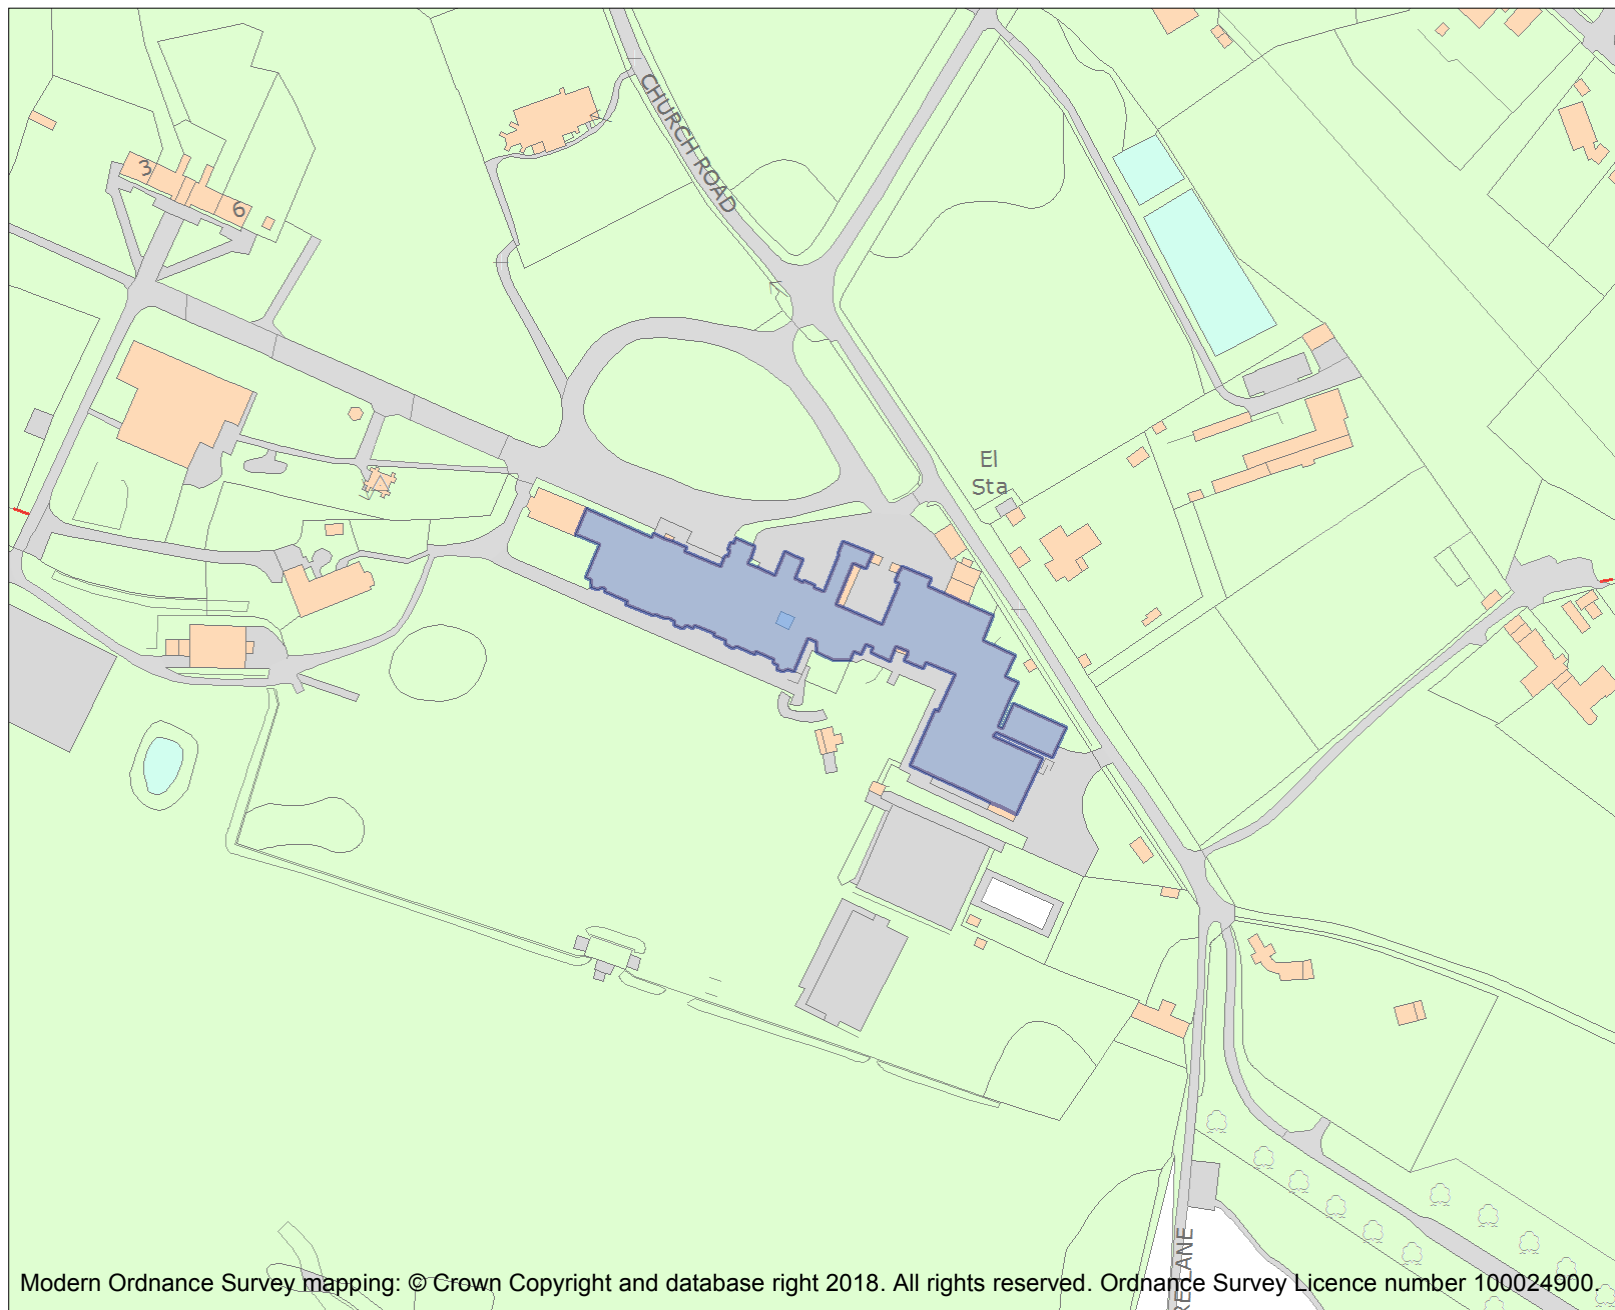 CHURCH ROAD
3
6
El
Sta
LANE
Modern Ordnance Survey mapping: © Crown Copyright and database right 2018. All rights reserved. Ordnance Survey Licence number 100024900.